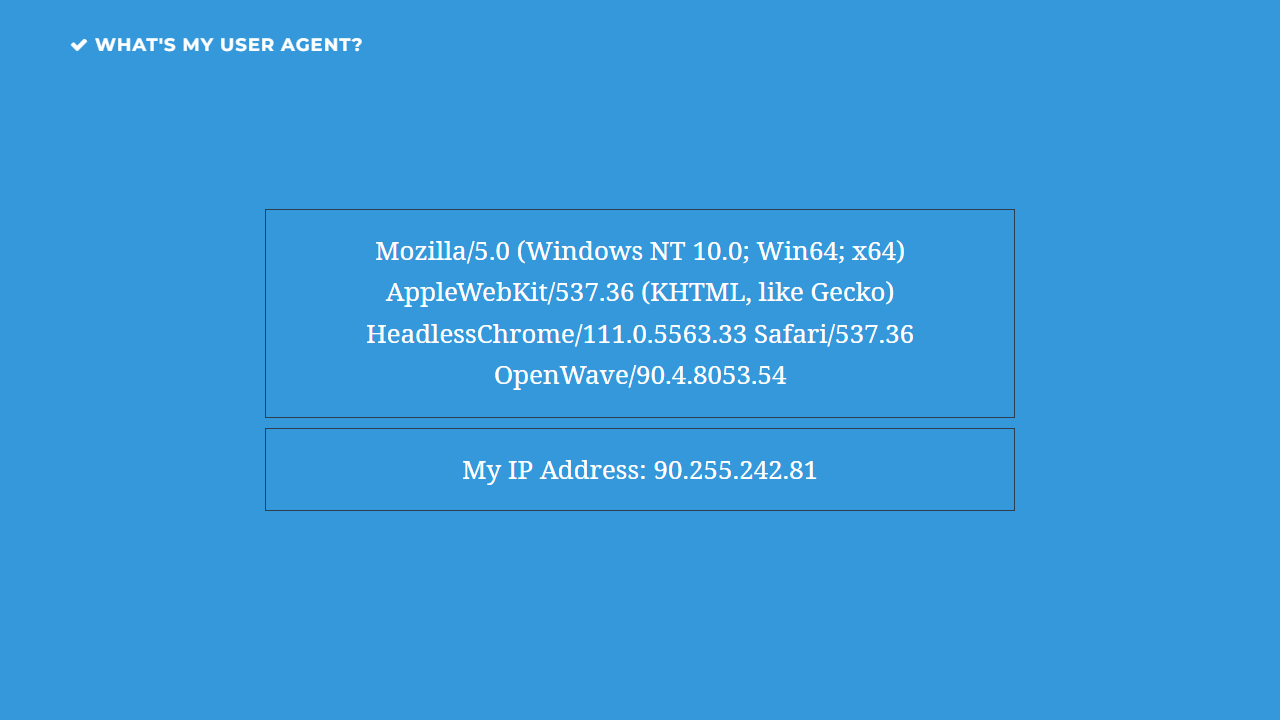 WHAT'S MY USER AGENT?
Mozilla/5.0 (Windows NT 10.0; Win64; x64)
AppleWebKit/537.36 (KHTML, like Gecko)
HeadlessChrome/111.0.5563.33 Safari/537.36
OpenWave/90.4.8053.54
My IP Address: 90.255.242.81